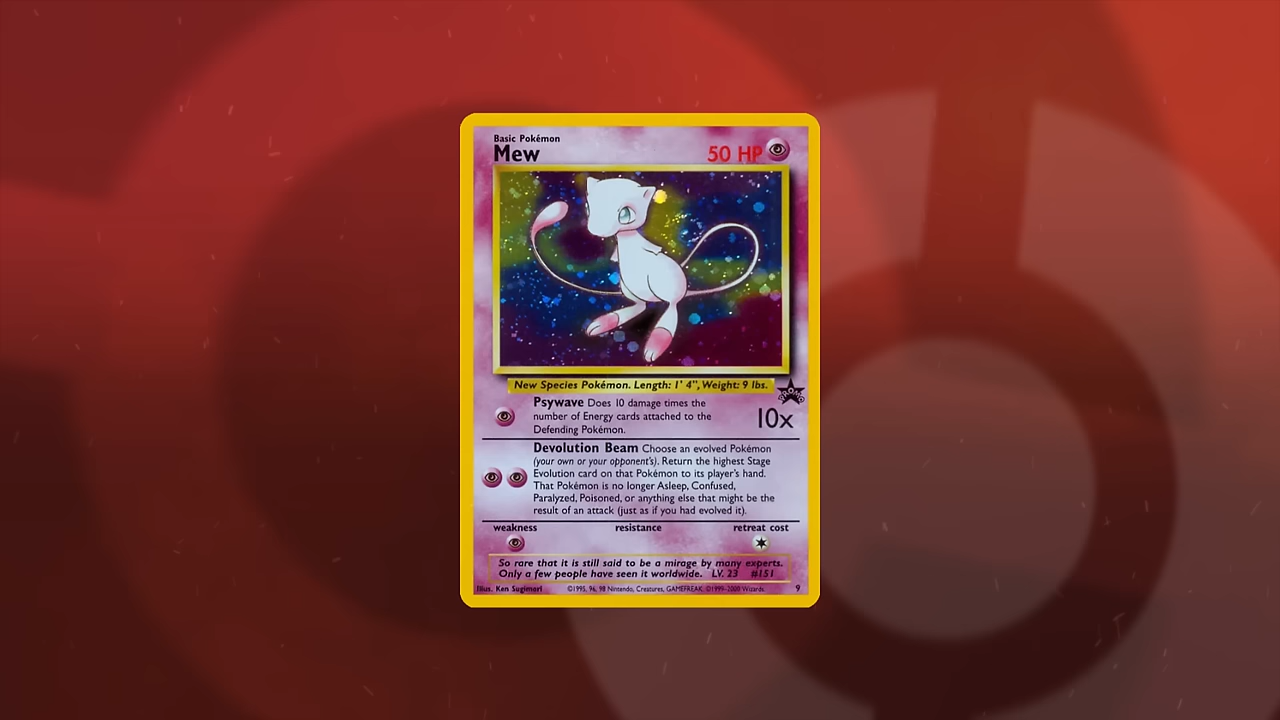 Basic Pokémon
Mew
50 HP
New Species Pokémon. Length: 1' 4", Weight: 9 lbs.
PROMO
Psywave Does 10 damage times the
number of Energy cards attached to the
Defending Pokémon.
10x
Devolution Beam Choose an evolved Pokémon
(your own or your opponent's). Return the highest Stage
Evolution card on that Pokémon to its player's hand.
That Pokémon is no longer Asleep, Confused,
Paralyzed, Poisoned, or anything else that might be the
result of an attack (just as if you had evolved it).
weakness resistance retreat cost
So rare that it is still said to be a mirage by many experts.
Only a few people have seen it worldwide. LV. 23 #151
Illus. Ken Sugimori ©1995, 96, 98 Nintendo, Creatures, GAMEFREAK. ©1999-2000 Wizards. 9